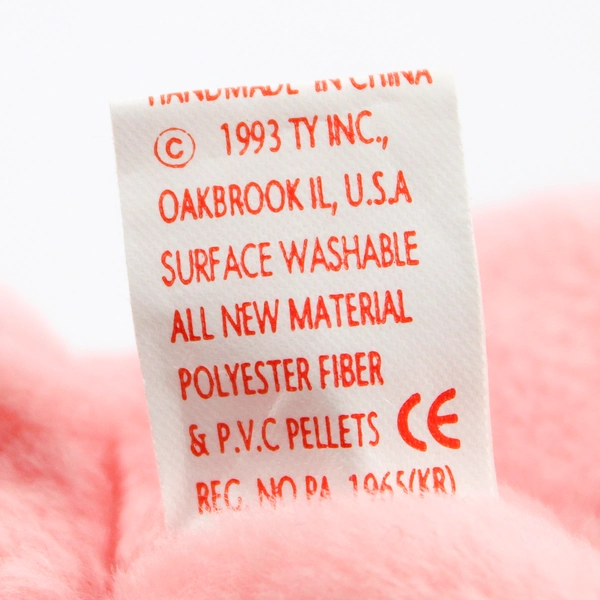 HANDMADE IN CHINA
© 1993 TY INC.,
OAKBROOK IL, U.S.A
SURFACE WASHABLE
ALL NEW MATERIAL
POLYESTER FIBER
& P.V.C PELLETS CE
REG. NO PA. 1965(KR)